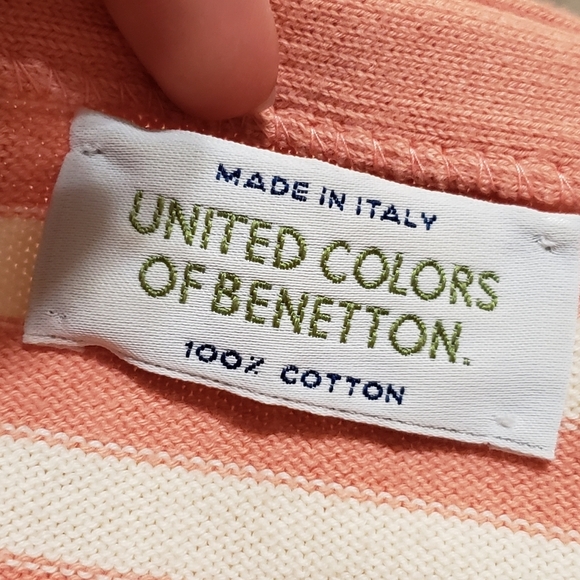 MADE IN ITALY
UNITED COLORS
OF BENETTON.
100% COTTON